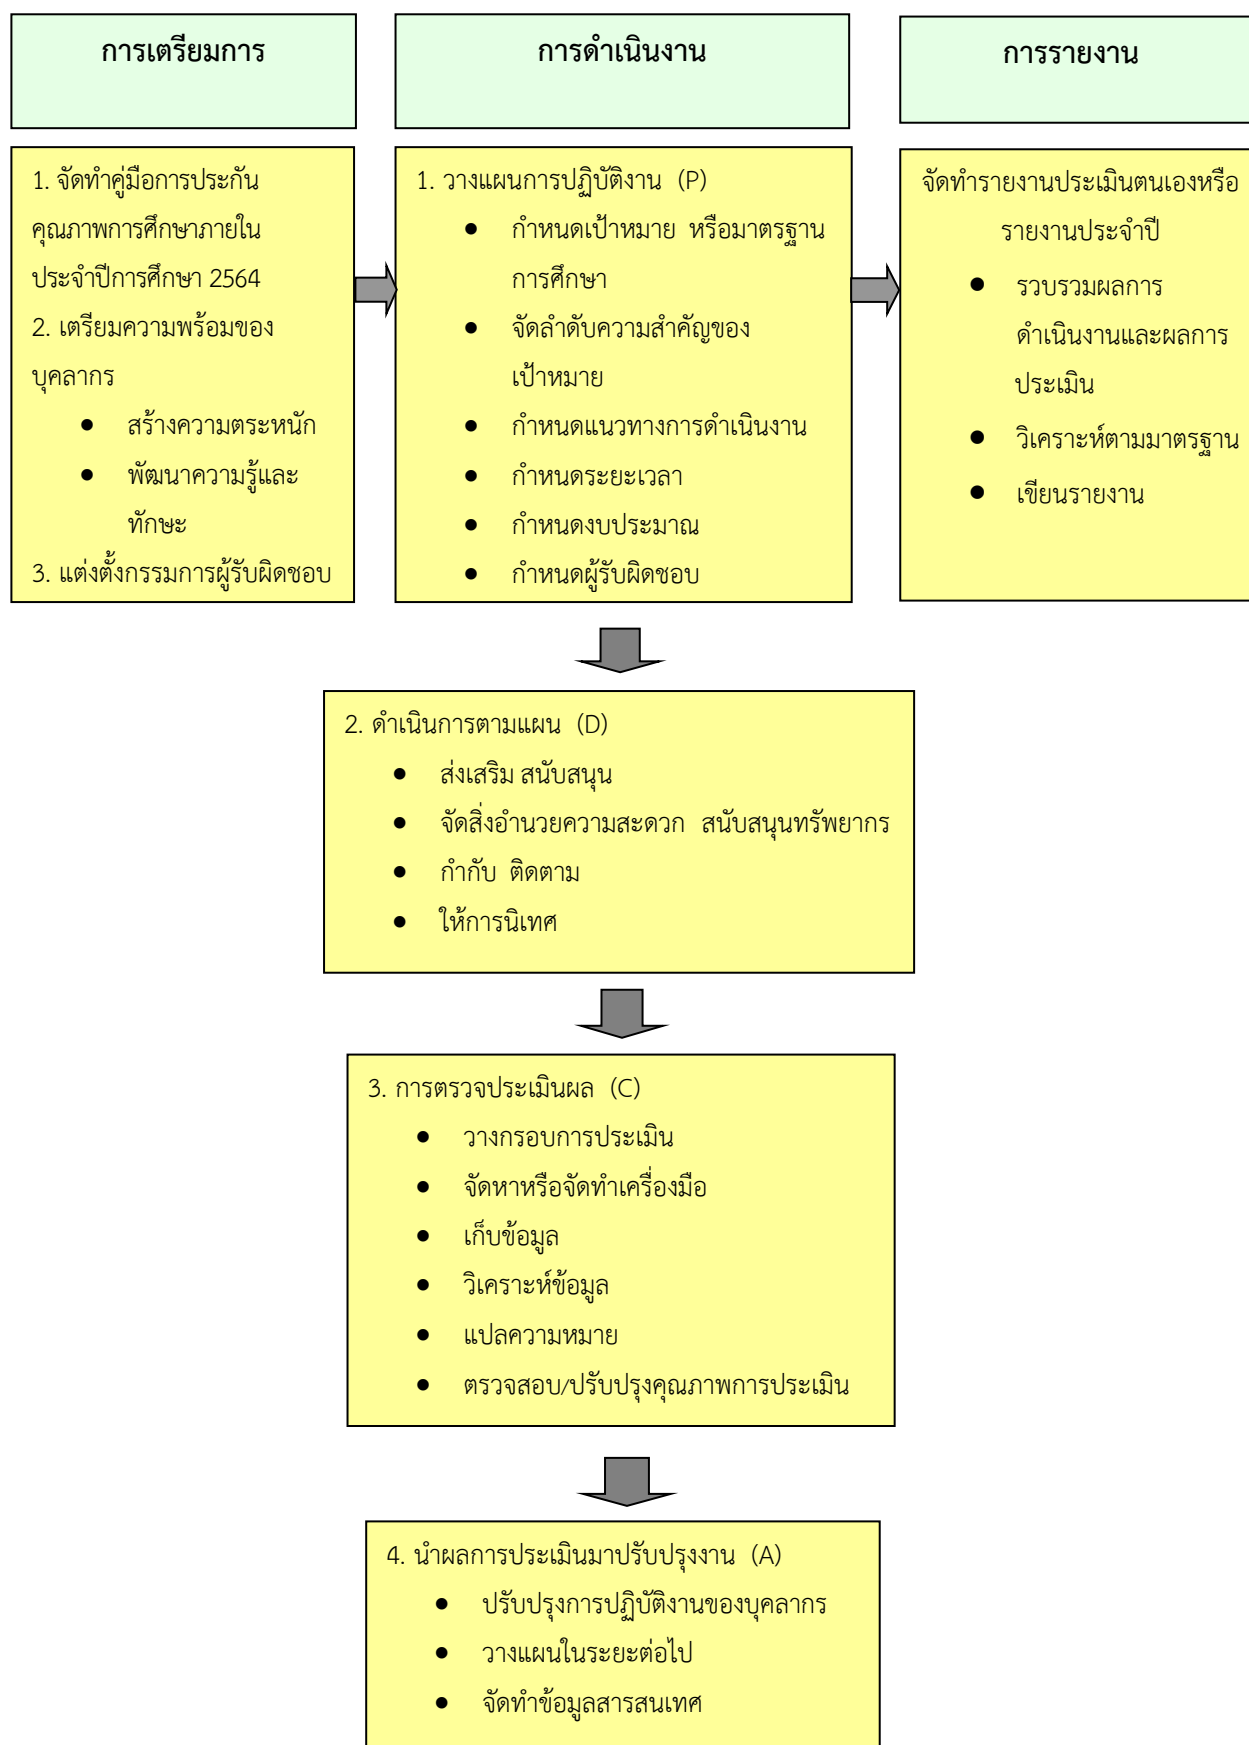 การเตรียมการ
การดำเนินงาน
การรายงาน
1. จัดทำคู่มือการประกัน
คุณภาพการศึกษาภายใน
ประจำปีการศึกษา 2564
2. เตรียมความพร้อมของ
บุคลากร
● สร้างความตระหนัก
● พัฒนาความรู้และ
ทักษะ
3. แต่งตั้งกรรมการผู้รับผิดชอบ
1. วางแผนการปฏิบัติงาน (P)
● กำหนดเป้าหมาย หรือมาตรฐาน
การศึกษา
● จัดลำดับความสำคัญของ
เป้าหมาย
● กำหนดแนวทางการดำเนินงาน
● กำหนดระยะเวลา
● กำหนดงบประมาณ
● กำหนดผู้รับผิดชอบ
จัดทำรายงานประเมินตนเองหรือ
รายงานประจำปี
● รวบรวมผลการ
ดำเนินงานและผลการ
ประเมิน
● วิเคราะห์ตามมาตรฐาน
● เขียนรายงาน
2. ดำเนินการตามแผน (D)
● ส่งเสริม สนับสนุน
● จัดสิ่งอำนวยความสะดวก สนับสนุนทรัพยากร
● กำกับ ติดตาม
● ให้การนิเทศ
3. การตรวจประเมินผล (C)
● วางกรอบการประเมิน
● จัดหาหรือจัดทำเครื่องมือ
● เก็บข้อมูล
● วิเคราะห์ข้อมูล
● แปลความหมาย
● ตรวจสอบ/ปรับปรุงคุณภาพการประเมิน
4. นำผลการประเมินมาปรับปรุงงาน (A)
● ปรับปรุงการปฏิบัติงานของบุคลากร
● วางแผนในระยะต่อไป
● จัดทำข้อมูลสารสนเทศ